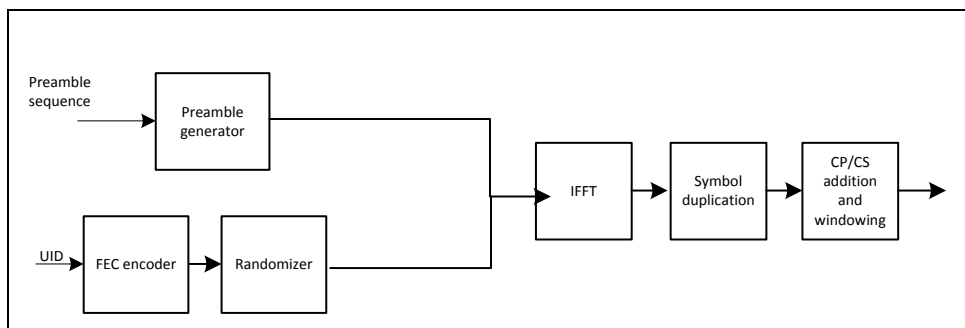 Preamble
sequence
Preamble
generator
IFFT
Symbol
duplication
CP/CS
addition
and
windowing
UID
FEC encoder
Randomizer